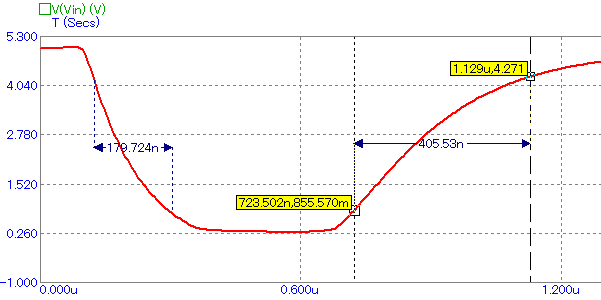 V(Vin) (V)
T (Secs)
5.300
4.040
2.780
1.520
0.260
-1.000
0.000u
0.600u
1.200u
1.129u,4.271
179.724n
405.53n
723.502n,855.570m